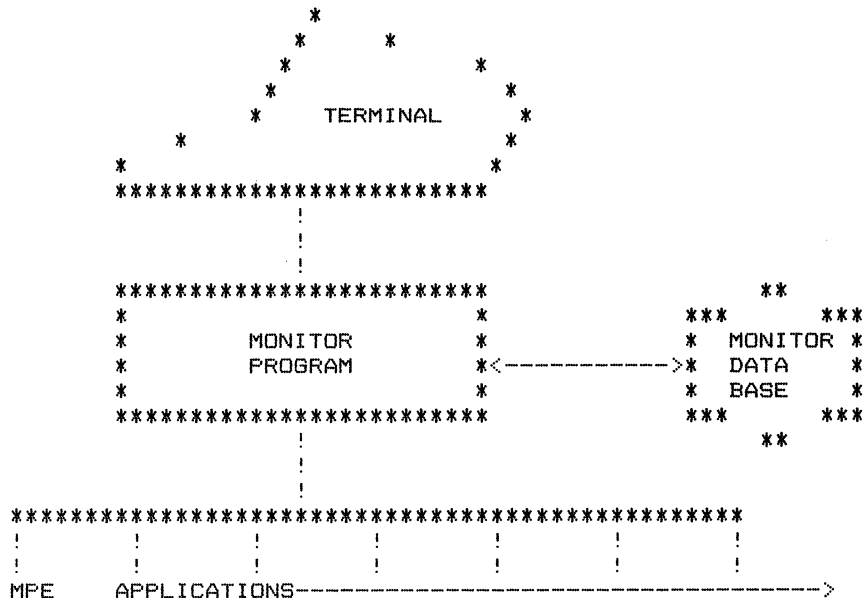 TERMINAL
MONITOR
PROGRAM
MONITOR
DATA
BASE
MPE APPLICATIONS